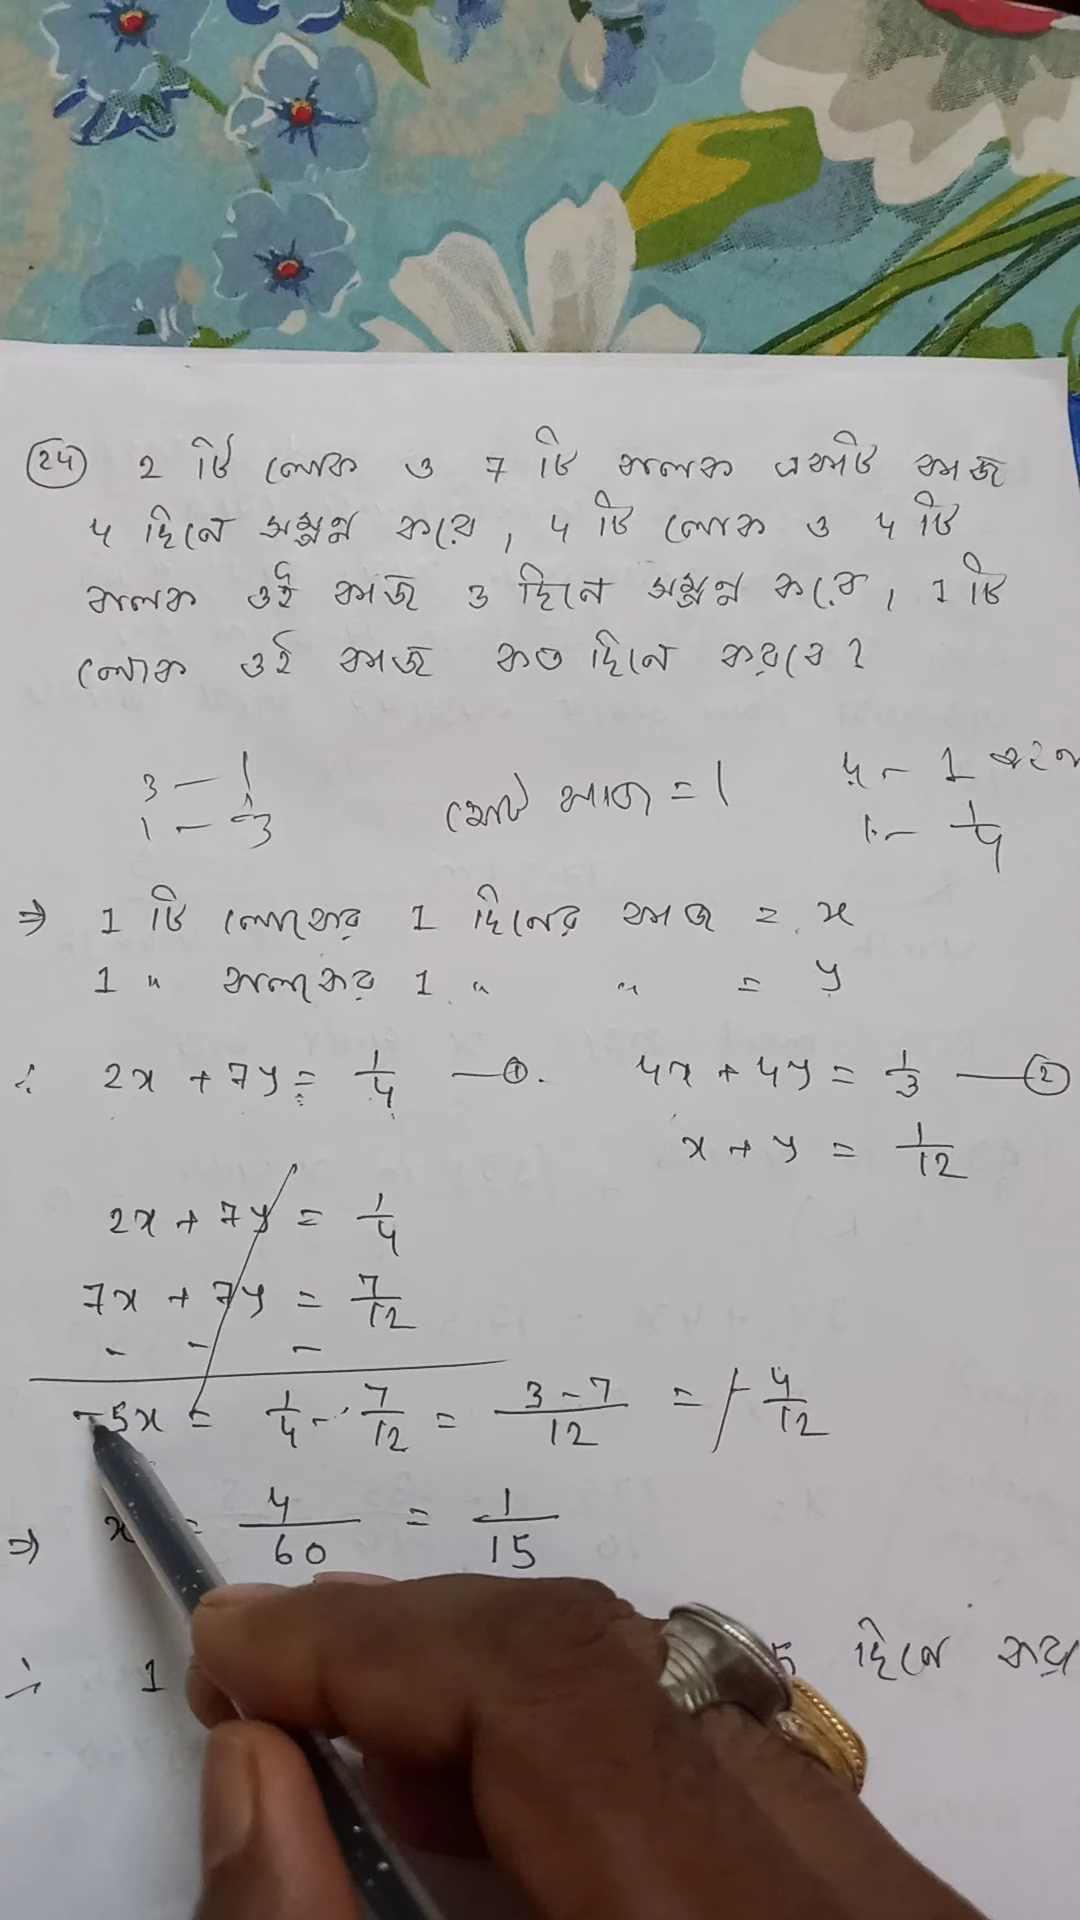 24 2 টি লোক ও 7 টি বালক একটি কাজ
4 দিনে সম্পন্ন করে, 4 টি লোক ও 4 টি
বালক ওই কাজ 3 দিনে সম্পন্ন করে, 1 টি
লোক ওই কাজ কত দিনে করবে ?
3 — 1 মোট কাজ = 1 4 — 1
1 — 1/3 1 — 1/4
⇒ 1 টি লোকের 1 দিনের কাজ = x
1 " বালকের 1 " " = y
∴ 2x + 7y = 1/4 — ① 4x + 4y = 1/3 — ②
x + y = 1/12
2x + 7y = 1/4
7x + 7y = 7/12
- - -
-5x = 1/4 - 7/12 = 3-7/12 = -4/12
⇒ x = 4/60 = 1/15
∴ 1 5 দিনে